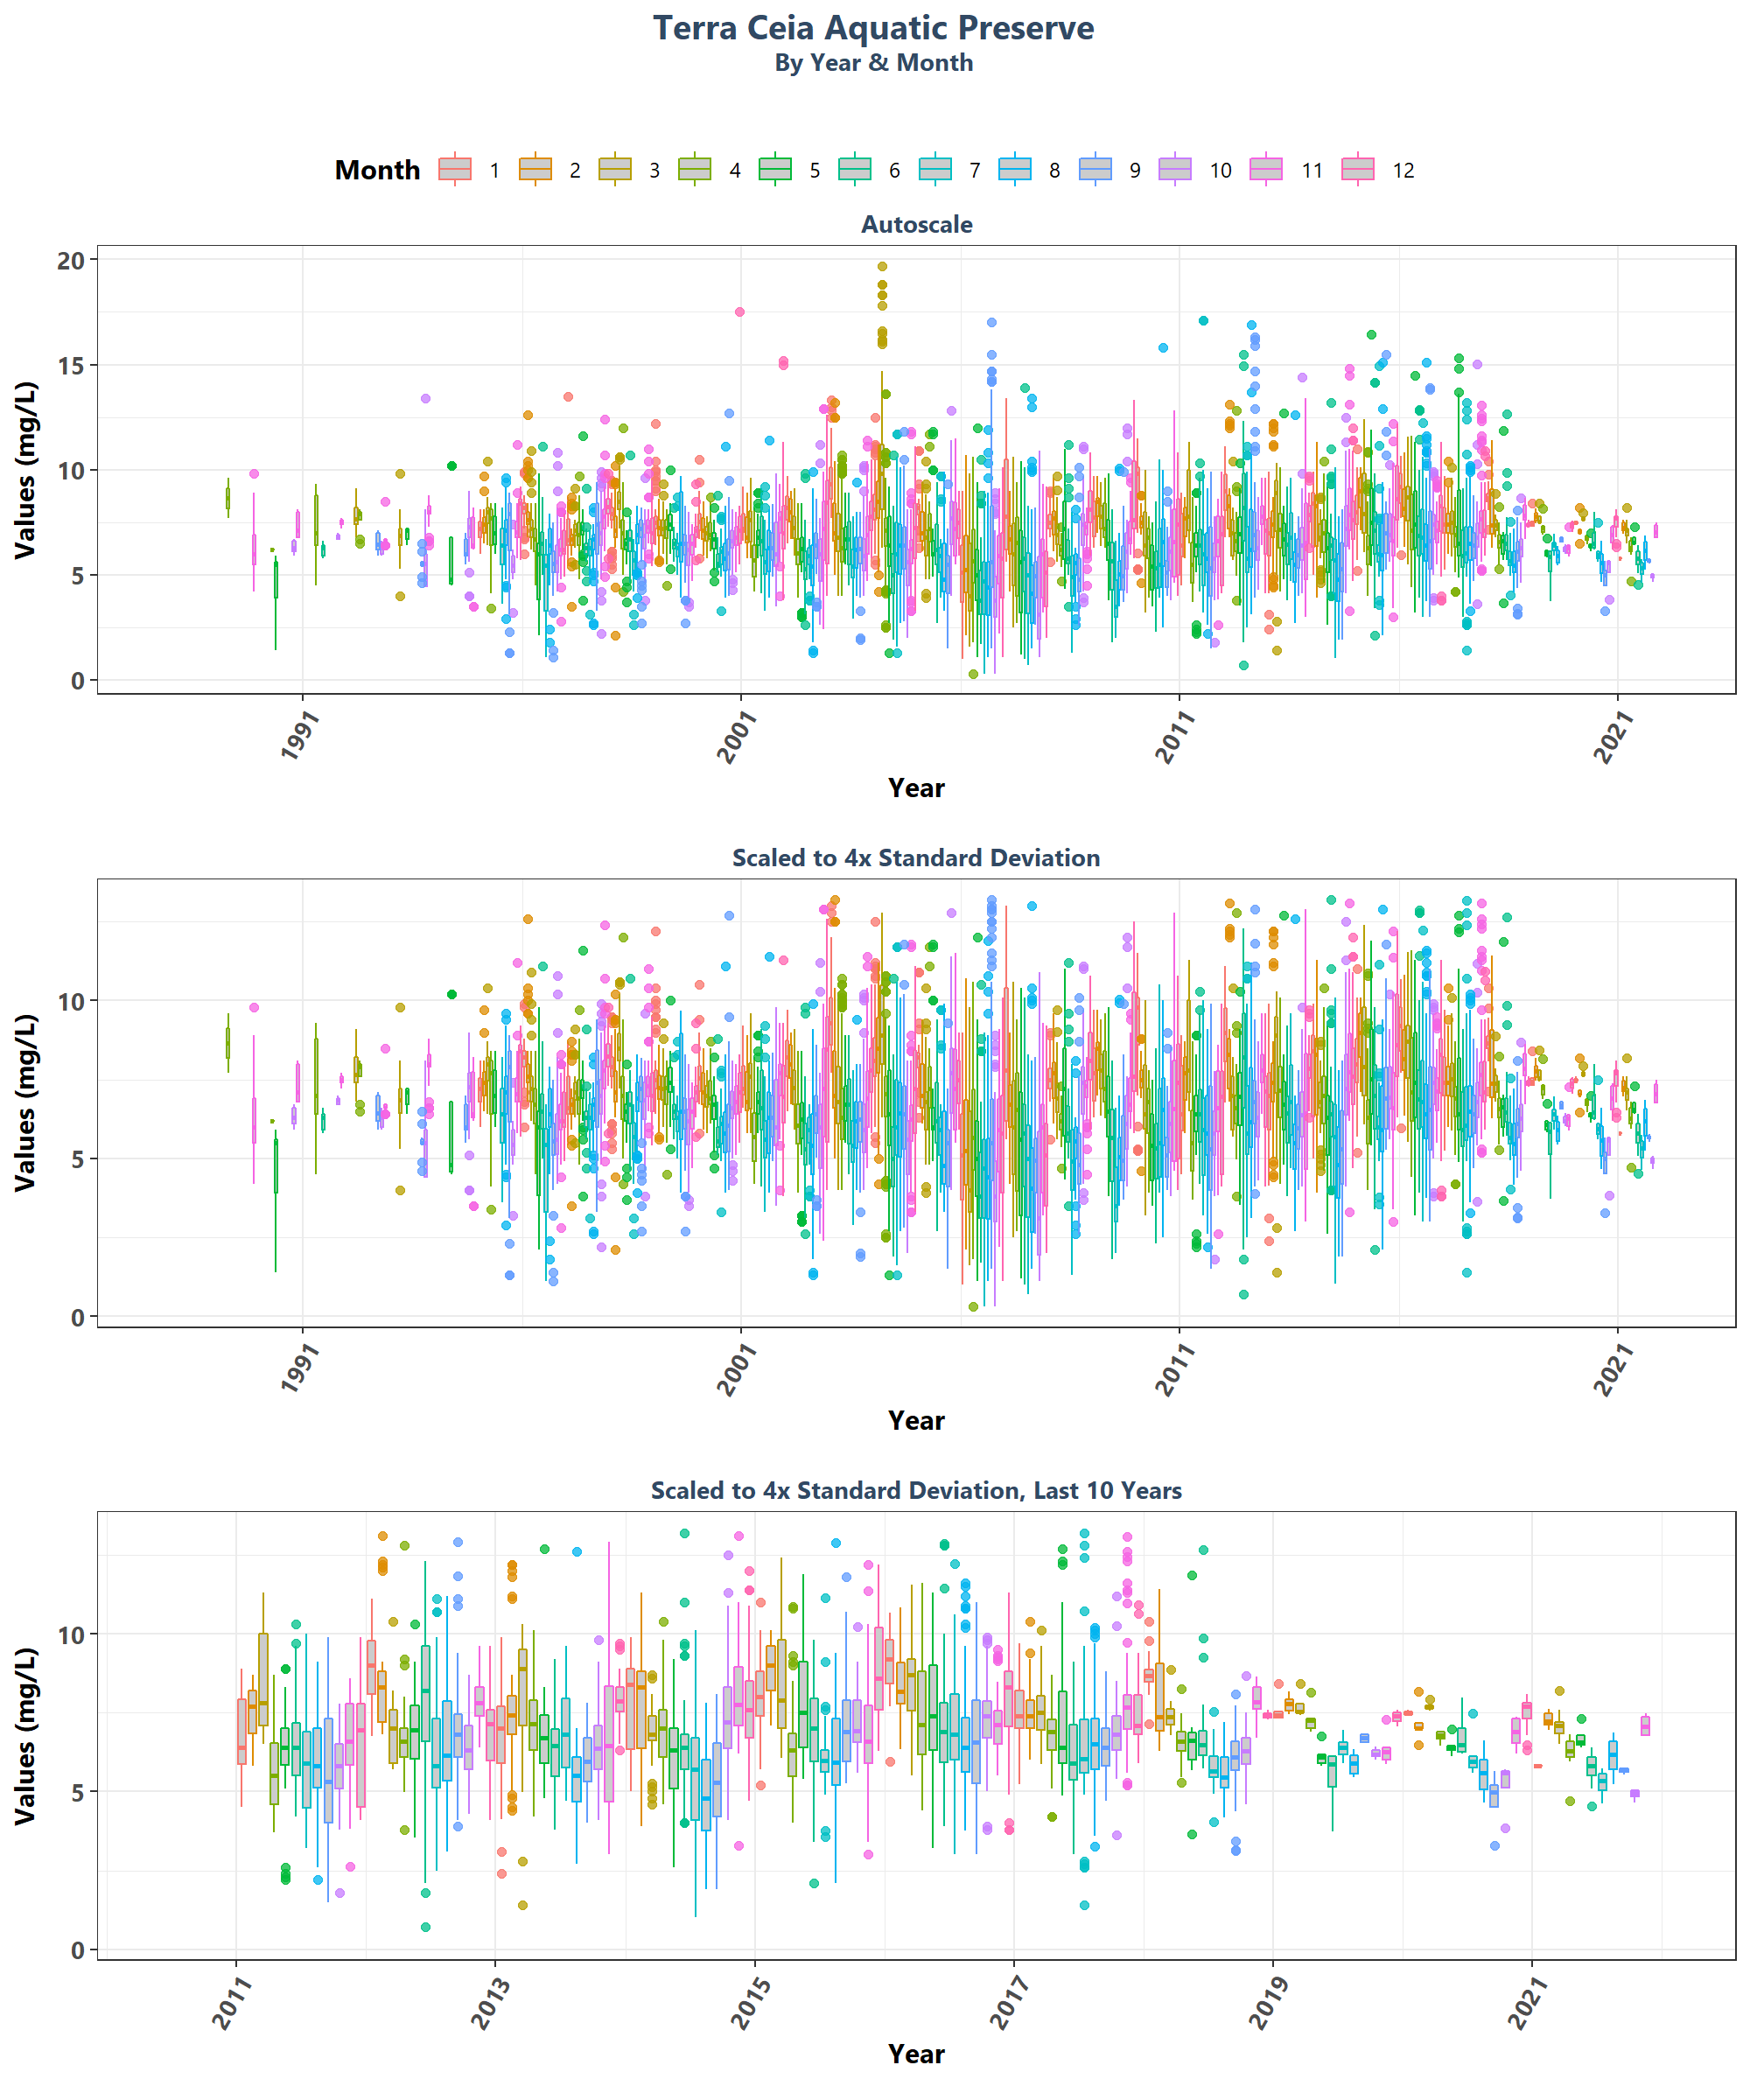 Terra Ceia Aquatic Preserve
By Year & Month
Month 1 2 3 4 5 6 7 8 9 10 11 12
Autoscale
Values (mg/L)
20
15
10
5
0
1991 2001 2011 2021
Year
Scaled to 4x Standard Deviation
Values (mg/L)
10
5
0
1991 2001 2011 2021
Year
Scaled to 4x Standard Deviation, Last 10 Years
Values (mg/L)
10
5
0
2011 2013 2015 2017 2019 2021
Year